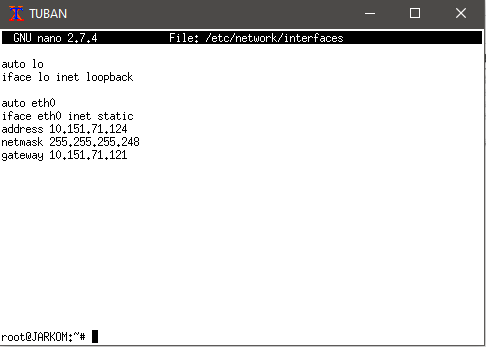 TUBAN
GNU nano 2.7.4 File: /etc/network/interfaces
auto lo
iface lo inet loopback
auto eth0
iface eth0 inet static
address 10.151.71.124
netmask 255.255.255.248
gateway 10.151.71.121
root@JARKOM:~#